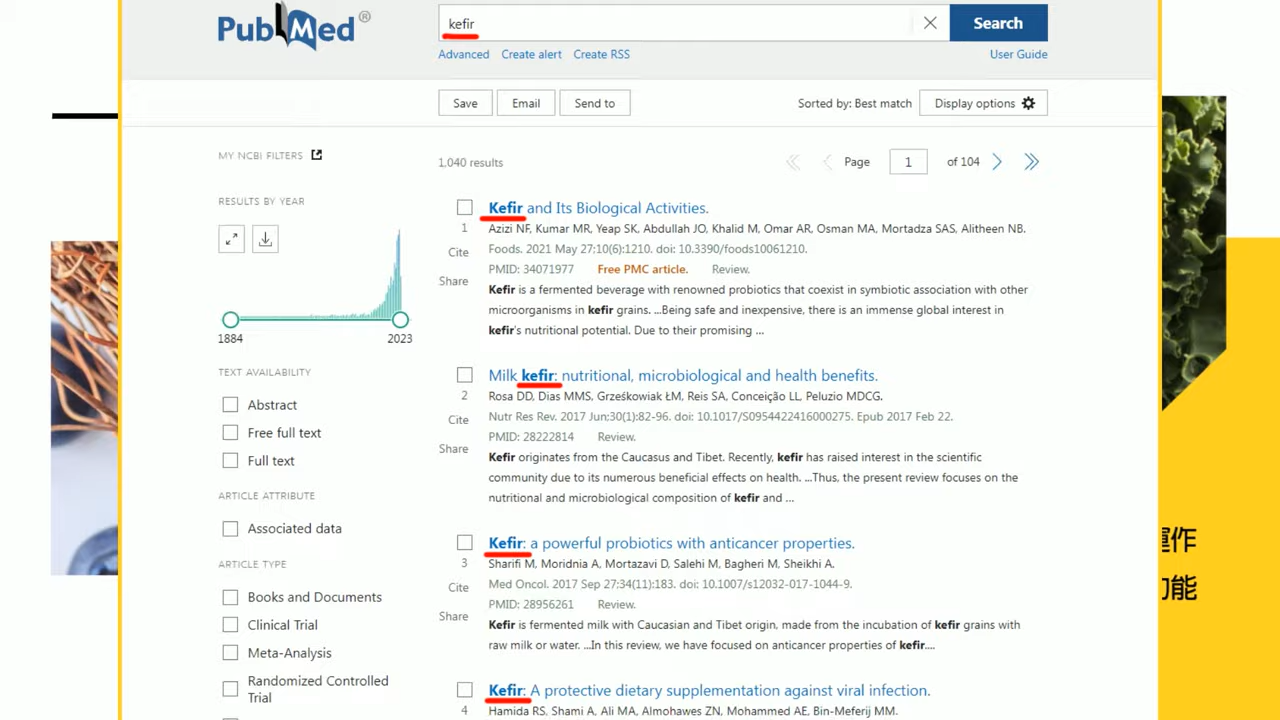 PubMed®
kefir
Search
Advanced Create alert Create RSS
User Guide
Save Email Send to
Sorted by: Best match Display options
MY NCBI FILTERS
1,040 results
Page 1 of 104
RESULTS BY YEAR
1884 2023
TEXT AVAILABILITY
Abstract
Free full text
Full text
ARTICLE ATTRIBUTE
Associated data
ARTICLE TYPE
Books and Documents
Clinical Trial
Meta-Analysis
Randomized Controlled
Trial
Kefir and Its Biological Activities.
1
Azizi NF, Kumar MR, Yeap SK, Abdullah JO, Khalid M, Omar AR, Osman MA, Mortadza SAS, Alitheen NB.
Cite
Foods. 2021 May 27;10(6):1210. doi: 10.3390/foods10061210.
PMID: 34071977 Free PMC article. Review.
Share
Kefir is a fermented beverage with renowned probiotics that coexist in symbiotic association with other
microorganisms in kefir grains. ...Being safe and inexpensive, there is an immense global interest in
kefir's nutritional potential. Due to their promising ...
Milk kefir: nutritional, microbiological and health benefits.
2
Rosa DD, Dias MMS, Grześkowiak ŁM, Reis SA, Conceição LL, Peluzio MDCG.
Cite
Nutr Res Rev. 2017 Jun;30(1):82-96. doi: 10.1017/S0954422416000275. Epub 2017 Feb 22.
PMID: 28222814 Review.
Share
Kefir originates from the Caucasus and Tibet. Recently, kefir has raised interest in the scientific
community due to its numerous beneficial effects on health. ...Thus, the present review focuses on the
nutritional and microbiological composition of kefir and ...
Kefir: a powerful probiotics with anticancer properties.
3
Sharifi M, Moridnia A, Mortazavi D, Salehi M, Bagheri M, Sheikhi A.
Cite
Med Oncol. 2017 Sep 27;34(11):183. doi: 10.1007/s12032-017-1044-9.
PMID: 28956261 Review.
Share
Kefir is fermented milk with Caucasian and Tibet origin, made from the incubation of kefir grains with
raw milk or water. ...In this review, we have focused on anticancer properties of kefir....
Kefir: A protective dietary supplementation against viral infection.
4
Hamida RS, Shami A, Ali MA, Almohawes ZN, Mohammed AE, Bin-Meferij MM.
運作
功能